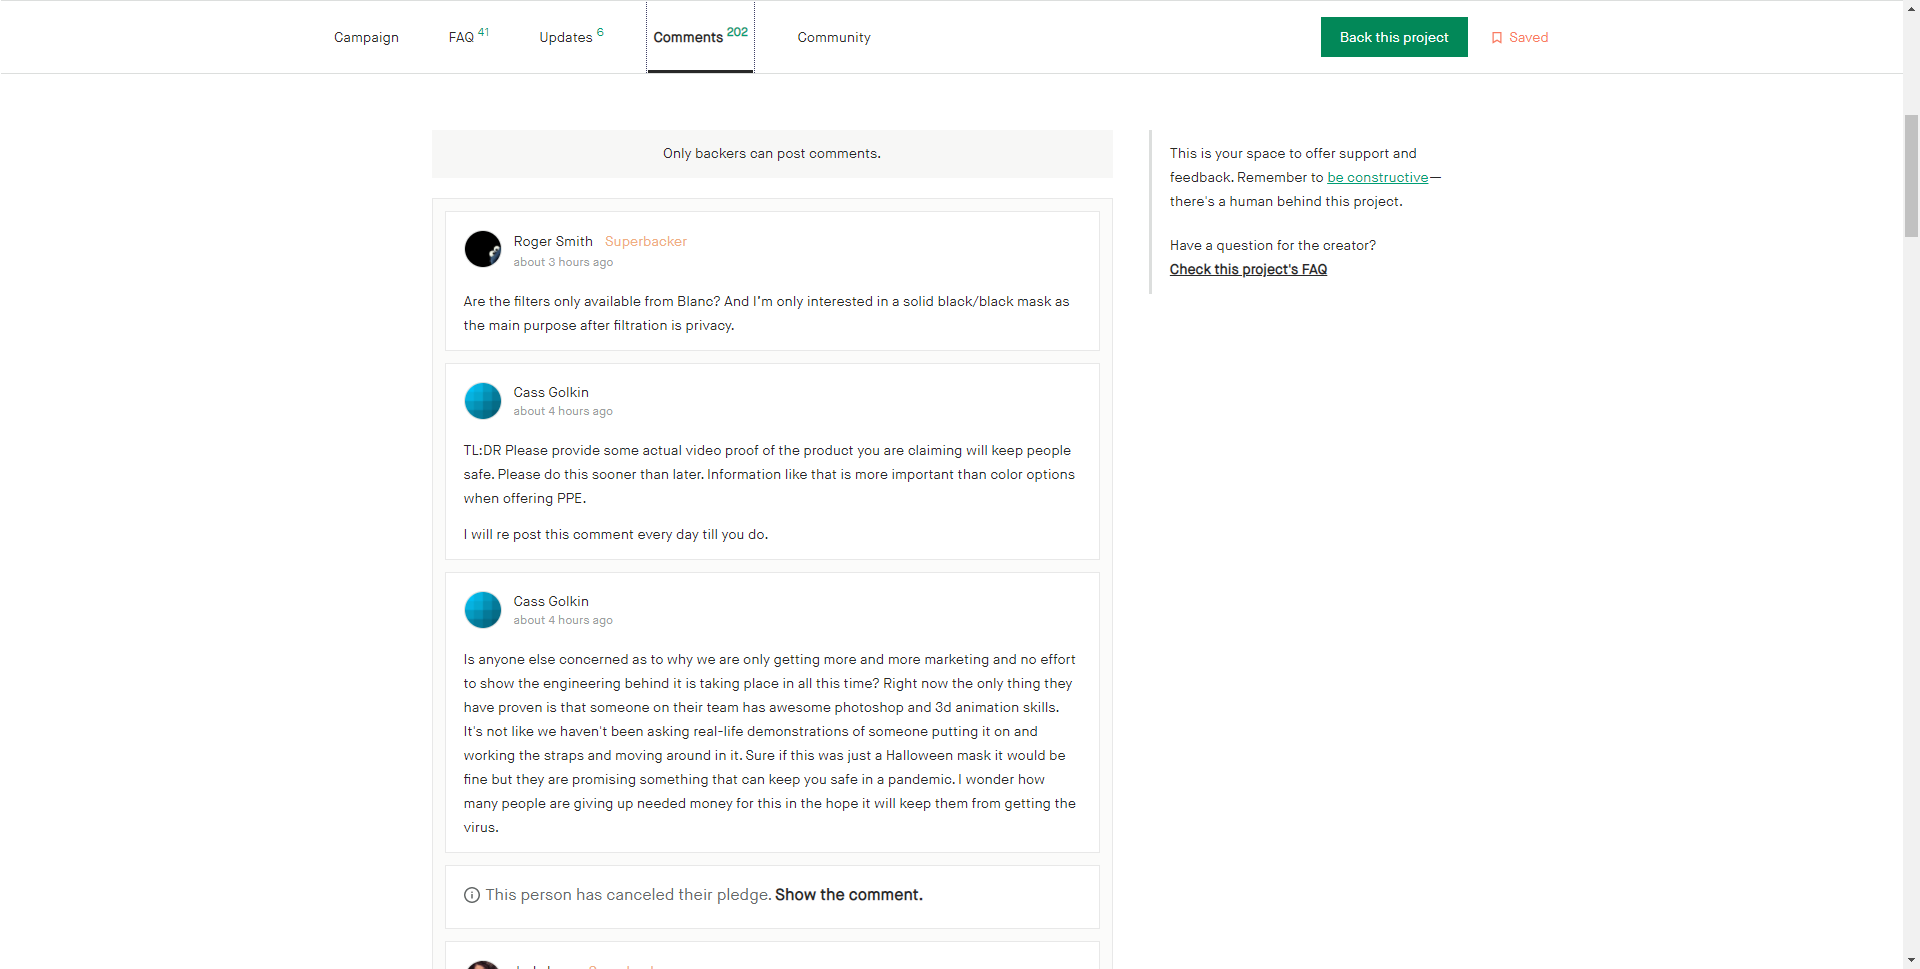 Campaign
FAQ 41
Updates 6
Comments 202
Community
Back this project
Saved
Only backers can post comments.
This is your space to offer support and
feedback. Remember to be constructive—
there's a human behind this project.
Have a question for the creator?
Check this project's FAQ
Roger Smith Superbacker
about 3 hours ago
Are the filters only available from Blanc? And I'm only interested in a solid black/black mask as
the main purpose after filtration is privacy.
Cass Golkin
about 4 hours ago
TL:DR Please provide some actual video proof of the product you are claiming will keep people
safe. Please do this sooner than later. Information like that is more important than color options
when offering PPE.
I will re post this comment every day till you do.
Cass Golkin
about 4 hours ago
Is anyone else concerned as to why we are only getting more and more marketing and no effort
to show the engineering behind it is taking place in all this time? Right now the only thing they
have proven is that someone on their team has awesome photoshop and 3d animation skills.
It's not like we haven't been asking real-life demonstrations of someone putting it on and
working the straps and moving around in it. Sure if this was just a Halloween mask it would be
fine but they are promising something that can keep you safe in a pandemic. I wonder how
many people are giving up needed money for this in the hope it will keep them from getting the
virus.
This person has canceled their pledge. Show the comment.